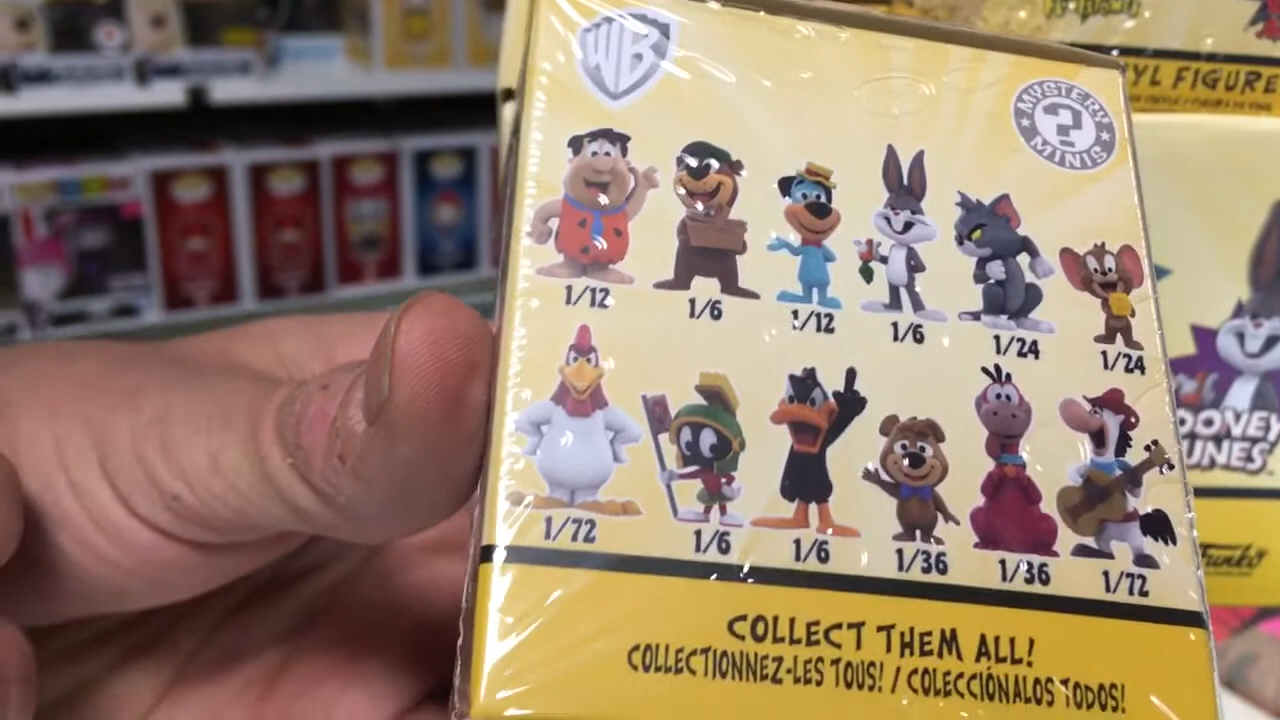 WB
MYSTERY
?
MINIS
1/12
1/6
1/12
1/6
1/24
1/24
1/72
1/6
1/6
1/36
1/36
1/72
COLLECT THEM ALL!
COLLECTIONNEZ-LES TOUS! / COLECCIÓNALOS TODOS!
YL FIGURE
OONEY
UNES
Funko